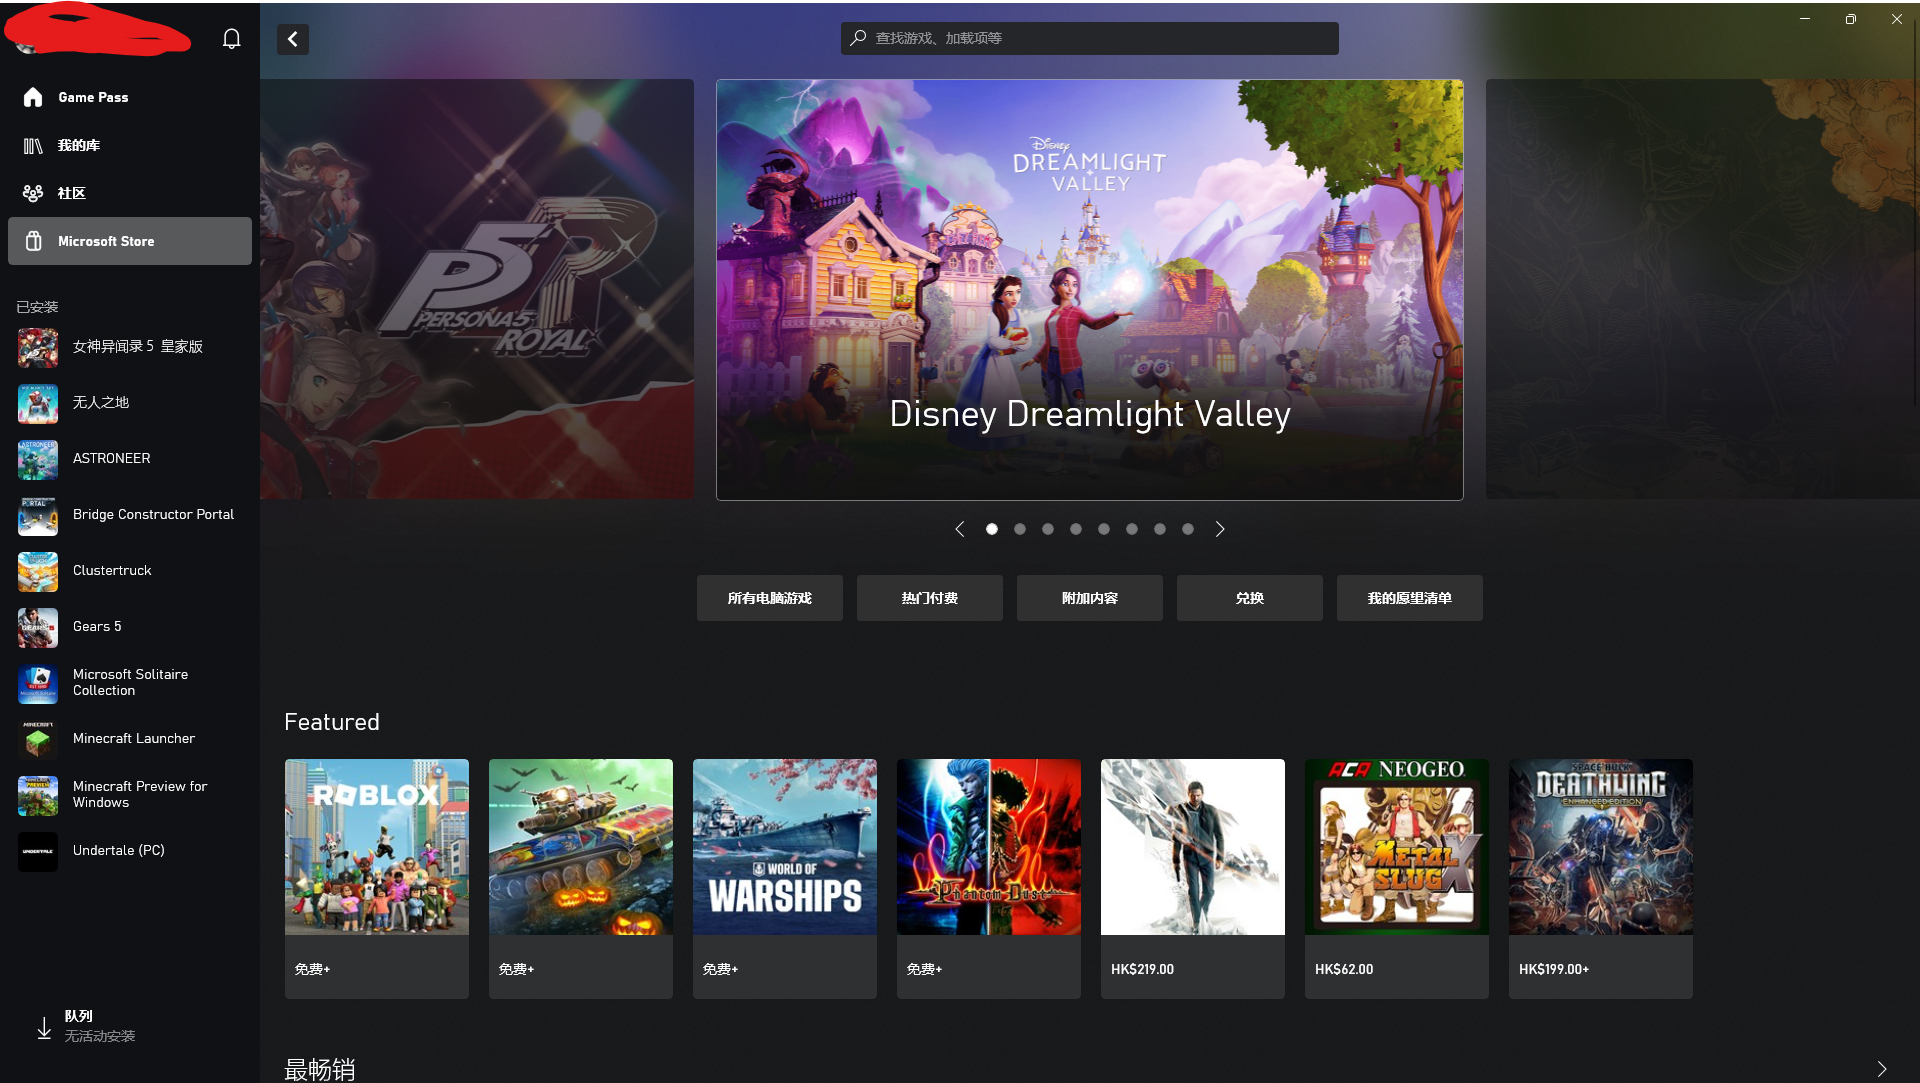 Game Pass
我的库
社区
Microsoft Store
已安装
女神异闻录 5 皇家版
无人之地
ASTRONEER
Bridge Constructor Portal
Clustertruck
Gears 5
Microsoft Solitaire
Collection
Minecraft Launcher
Minecraft Preview for
Windows
Undertale (PC)
队列
无活动安装
查找游戏、加载项等
P5R
PERSONA5
ROYAL
Disney
DREAMLIGHT
VALLEY
Disney Dreamlight Valley
所有电脑游戏
热门付费
附加内容
兑换
我的愿望清单
Featured
ROBLOX
WORLD OF
WARSHIPS
Phantom Dust
ACA NEOGEO
METAL
SLUG X
SPACE HULK
DEATHWING
ENHANCED EDITION
免费+
免费+
免费+
免费+
HK$219.00
HK$62.00
HK$199.00+
最畅销